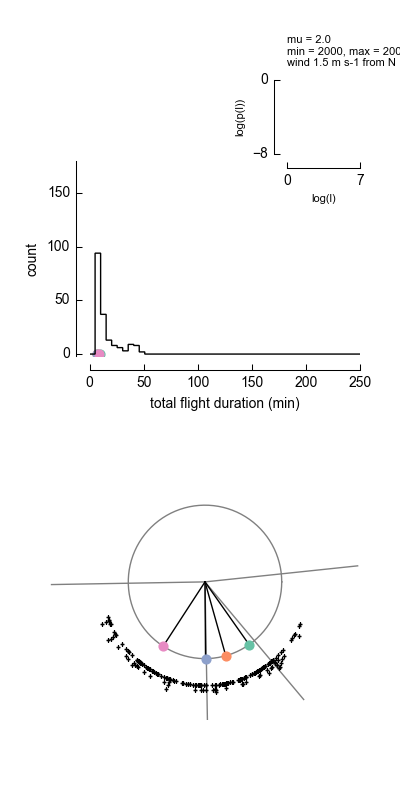 mu = 2.0
min = 2000, max = 200
wind 1.5 m s-1 from N
0
log(p(l))
−8
0 7
log(l)
150
100
count
50
0
0 50 100 150 200 250
total flight duration (min)